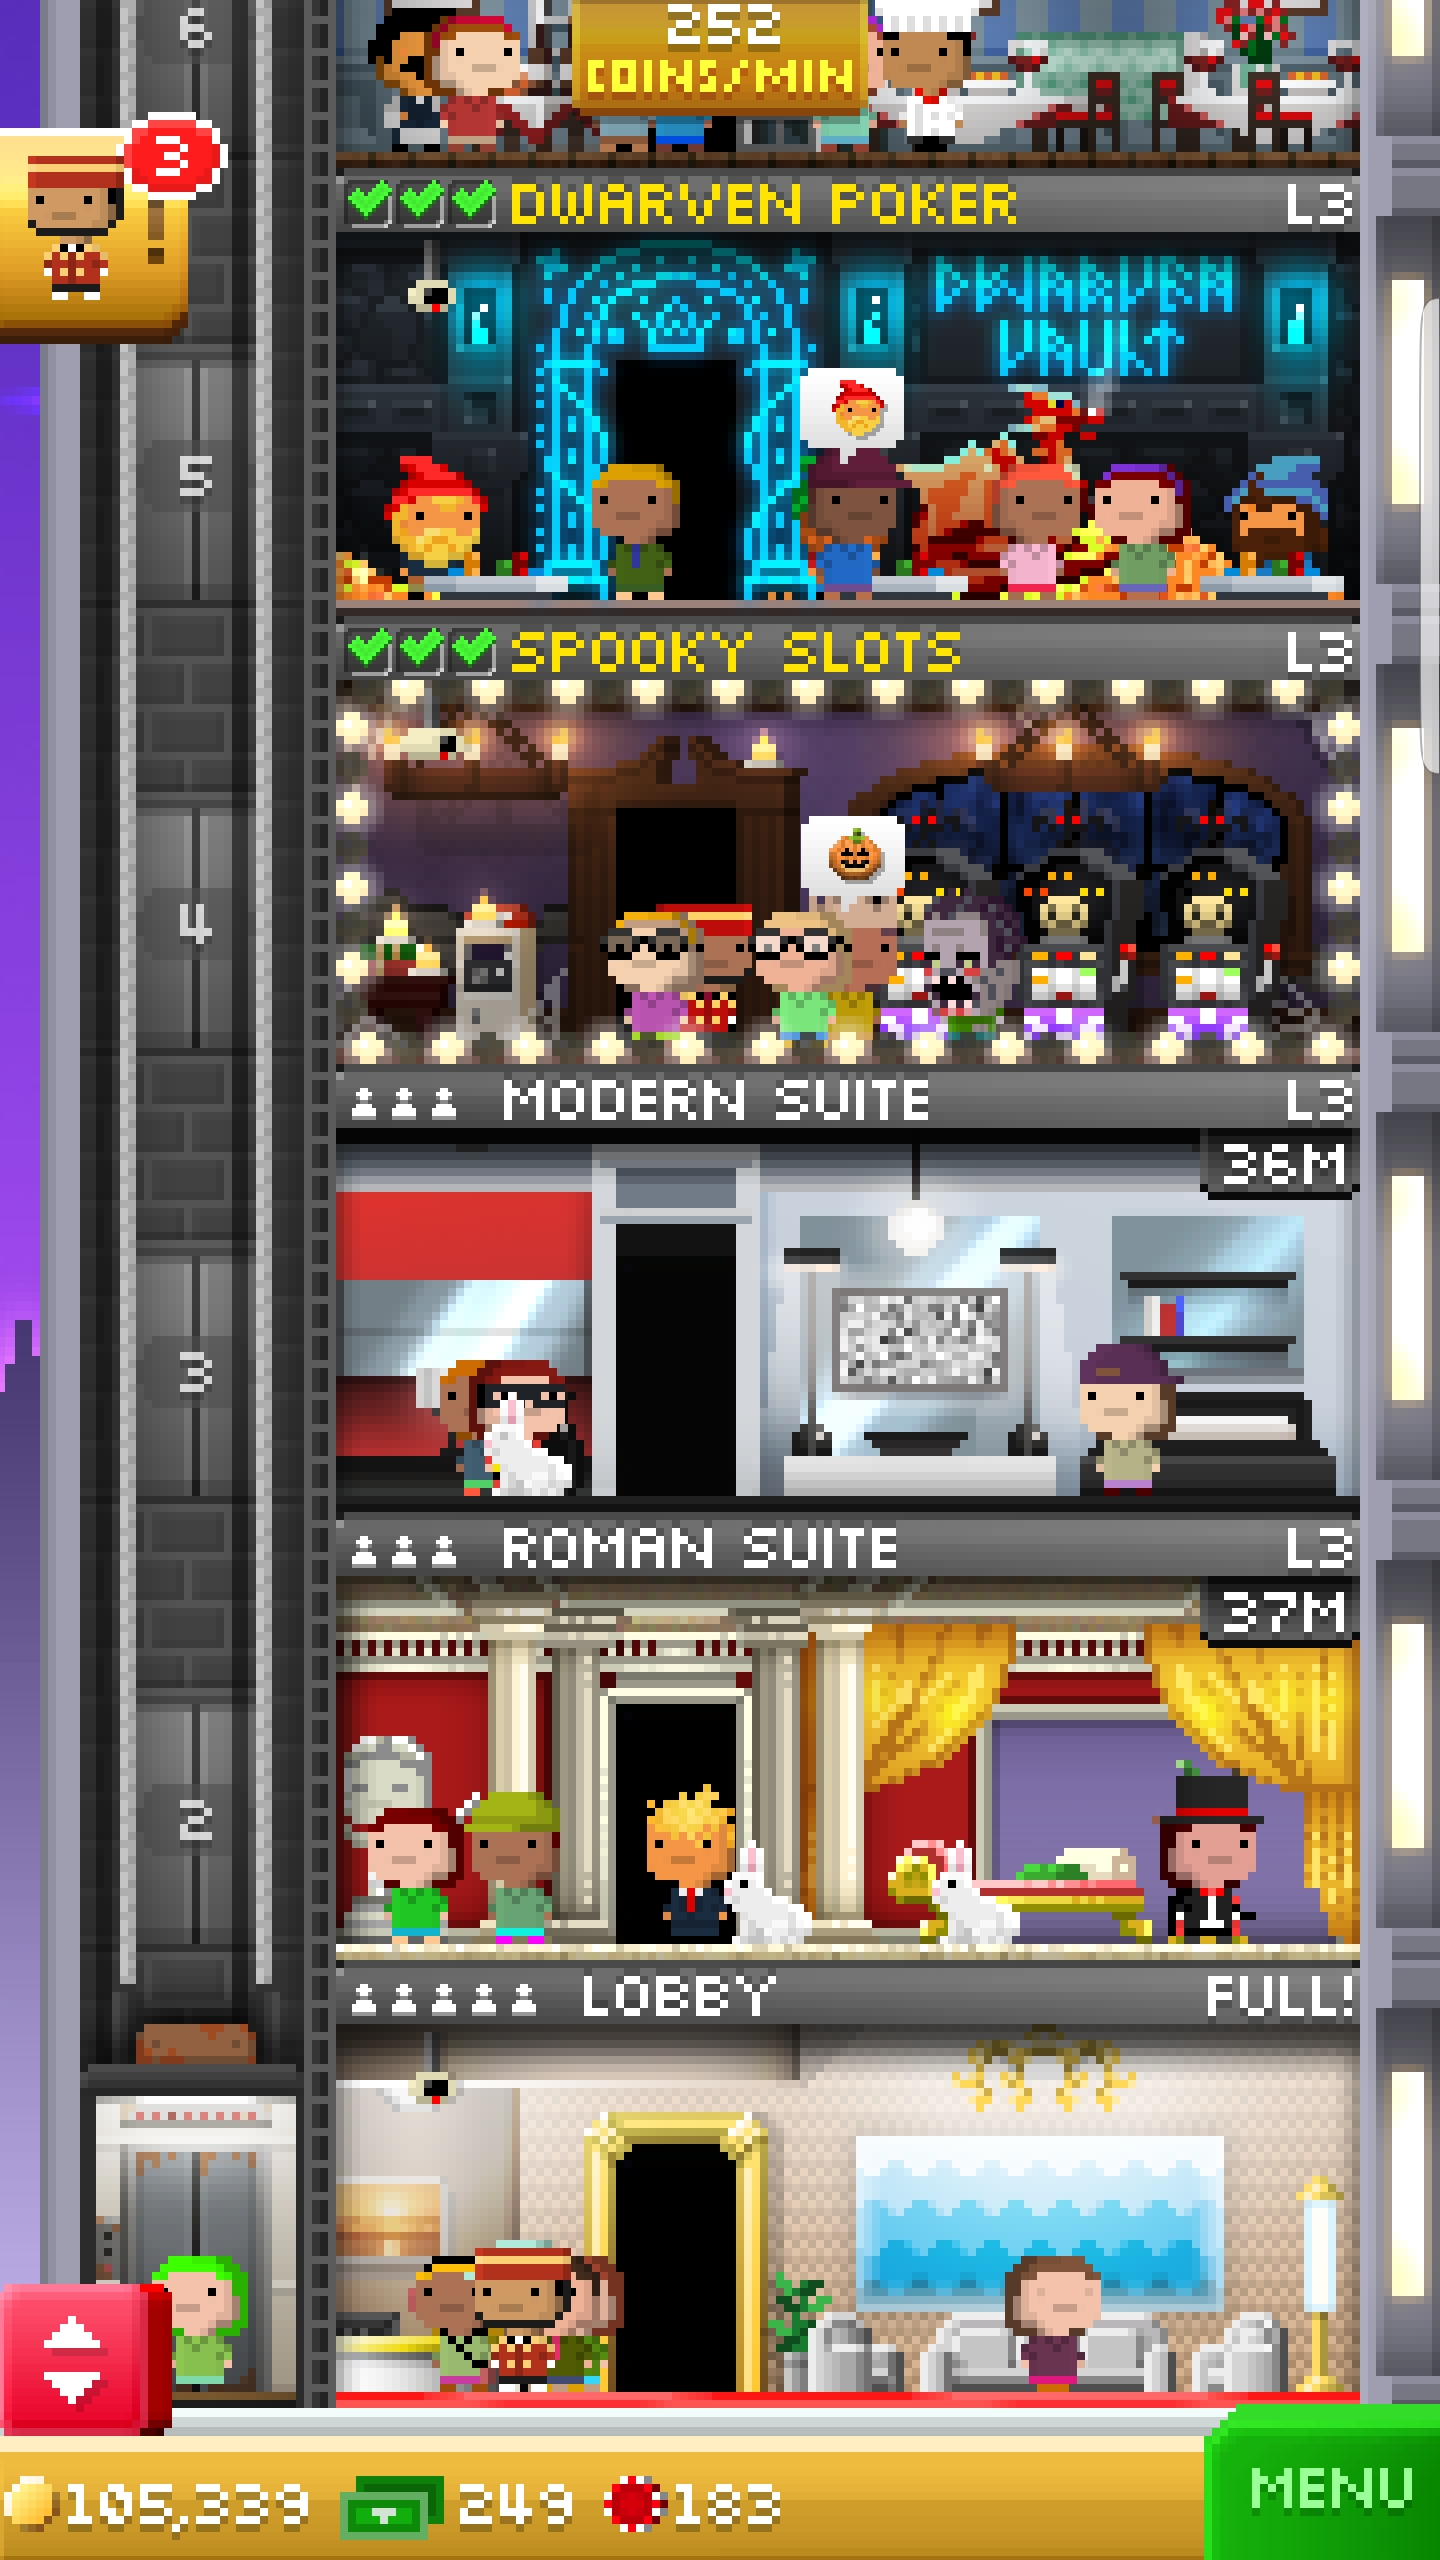 6
252
COINS/MIN
3
!
DWARVEN POKER L3
DWARVEN
VAULT
5
SPOOKY SLOTS L3
4
MODERN SUITE L3
36M
3
ROMAN SUITE L3
37M
2
LOBBY FULL!
105,339 249 183
MENU